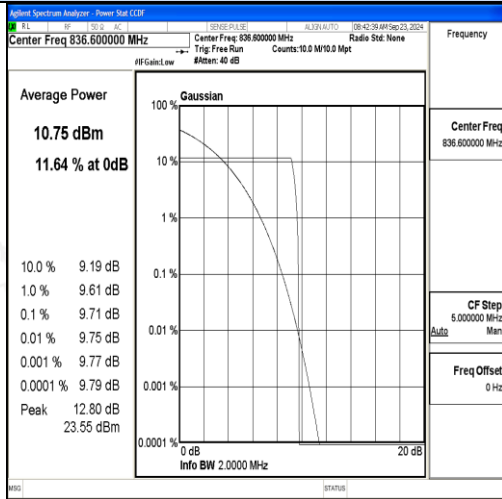 Agilent Spectrum Analyzer - Power Stat CCDF
RL RF 50 Ω AC SENSE:PULSE ALIGN AUTO 08:42:39 AM Sep 23, 2024
Center Freq 836.600000 MHz
Center Freq: 836.600000 MHz Radio Std: None
Trig: Free Run Counts:10.0 M/10.0 Mpt
#IFGain:Low #Atten: 40 dB
Frequency
Average Power
10.75 dBm
11.64 % at 0dB
10.0 % 9.19 dB
1.0 % 9.61 dB
0.1 % 9.71 dB
0.01 % 9.75 dB
0.001 % 9.77 dB
0.0001 % 9.79 dB
Peak 12.80 dB
23.55 dBm
Gaussian
100 %
10 %
1 %
0.1 %
0.01 %
0.001 %
0.0001 %
0 dB 20 dB
Info BW 2.0000 MHz
Center Freq
836.600000 MHz
CF Step
5.000000 MHz
Auto Man
Freq Offset
0 Hz
MSG STATUS